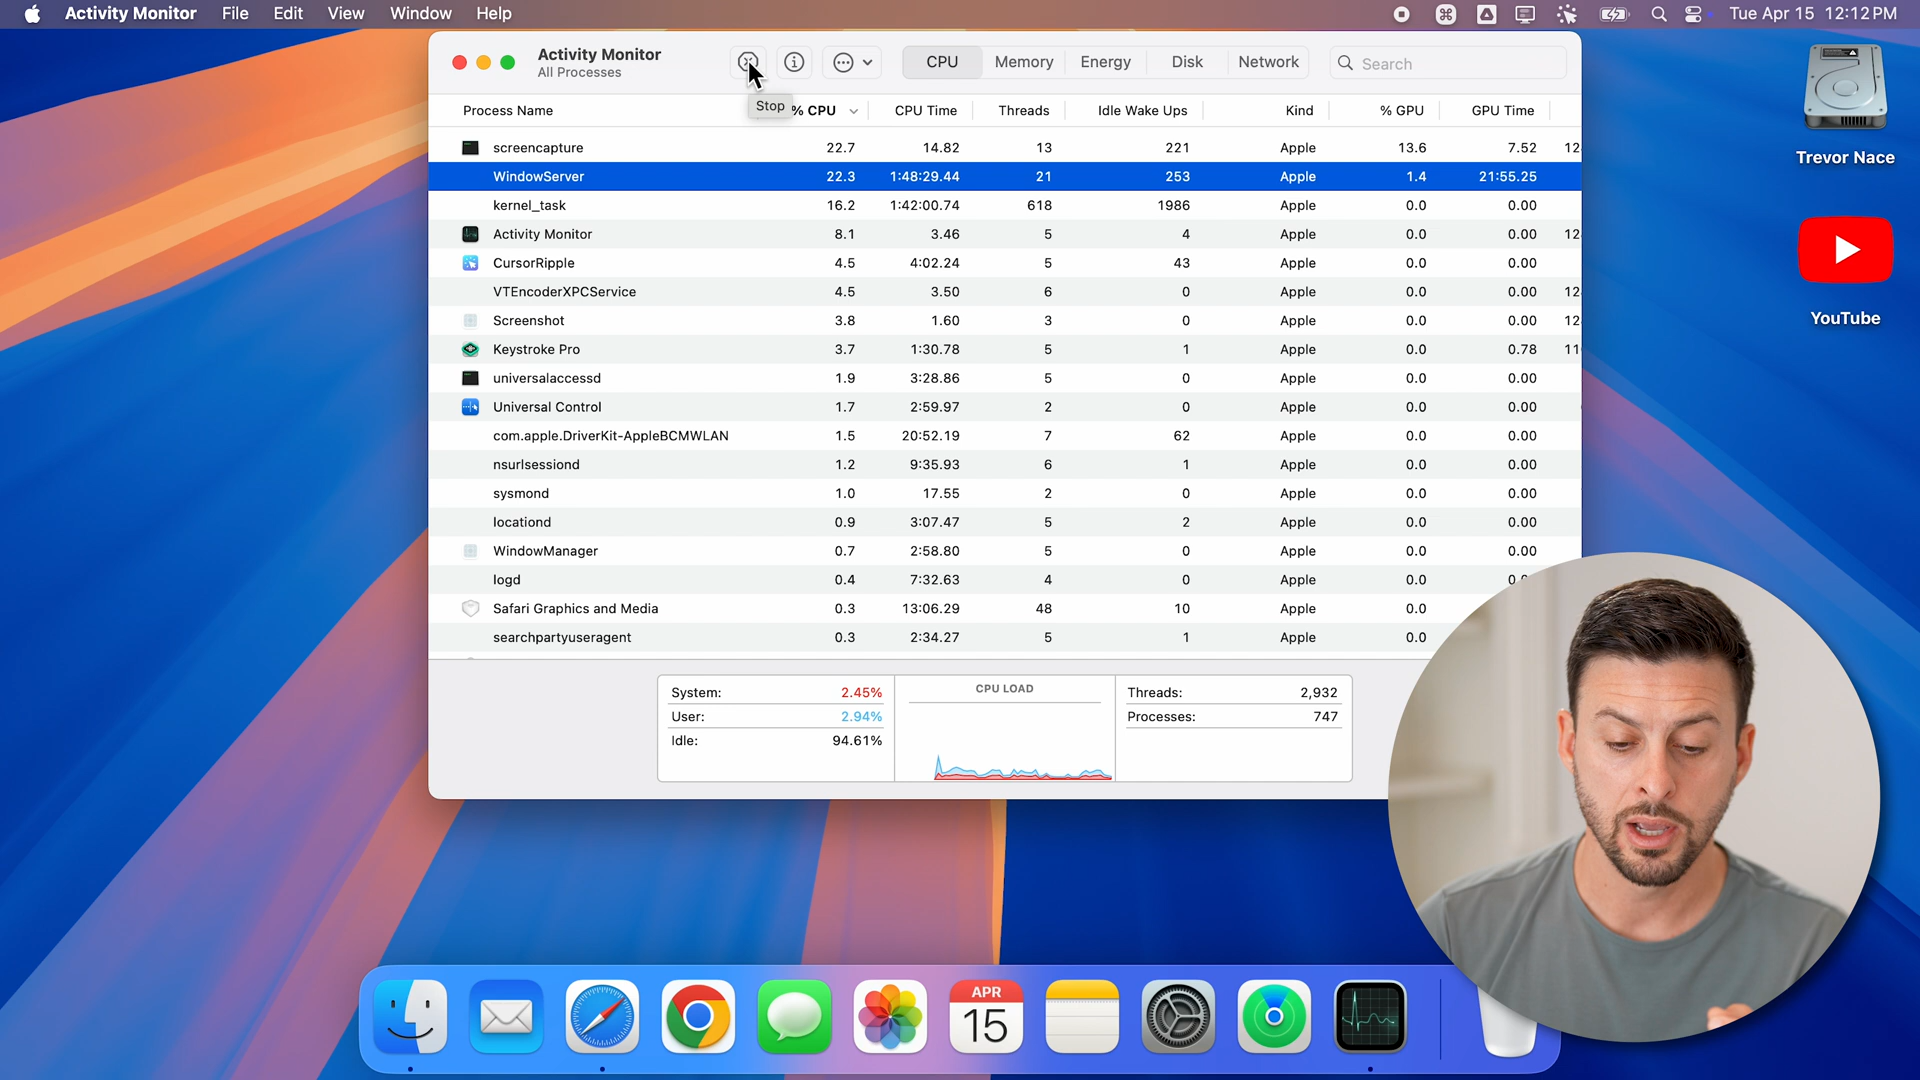 Activity Monitor File Edit View Window Help Tue Apr 15 12:12 PM
Activity Monitor
All Processes
CPU Memory Energy Disk Network Search
Stop
Process Name % CPU CPU Time Threads Idle Wake Ups Kind % GPU GPU Time
screencapture 22.7 14.82 13 221 Apple 13.6 7.52 12
WindowServer 22.3 1:48:29.44 21 253 Apple 1.4 21:55.25
kernel_task 16.2 1:42:00.74 618 1986 Apple 0.0 0.00
Activity Monitor 8.1 3.46 5 4 Apple 0.0 0.00 12
CursorRipple 4.5 4:02.24 5 43 Apple 0.0 0.00
VTEncoderXPCService 4.5 3.50 6 0 Apple 0.0 0.00 12
Screenshot 3.8 1.60 3 0 Apple 0.0 0.00 12
Keystroke Pro 3.7 1:30.78 5 1 Apple 0.0 0.78 11
universalaccessd 1.9 3:28.86 5 0 Apple 0.0 0.00
Universal Control 1.7 2:59.97 2 0 Apple 0.0 0.00
com.apple.DriverKit-AppleBCMWLAN 1.5 20:52.19 7 62 Apple 0.0 0.00
nsurlsessiond 1.2 9:35.93 6 1 Apple 0.0 0.00
sysmond 1.0 17.55 2 0 Apple 0.0 0.00
locationd 0.9 3:07.47 5 2 Apple 0.0 0.00
WindowManager 0.7 2:58.80 5 0 Apple 0.0 0.00
logd 0.4 7:32.63 4 0 Apple 0.0
Safari Graphics and Media 0.3 13:06.29 48 10 Apple 0.0
searchpartyuseragent 0.3 2:34.27 5 1 Apple 0.0
System: 2.45%
User: 2.94%
Idle: 94.61%
CPU LOAD
Threads: 2,932
Processes: 747
Trevor Nace
YouTube
APR
15